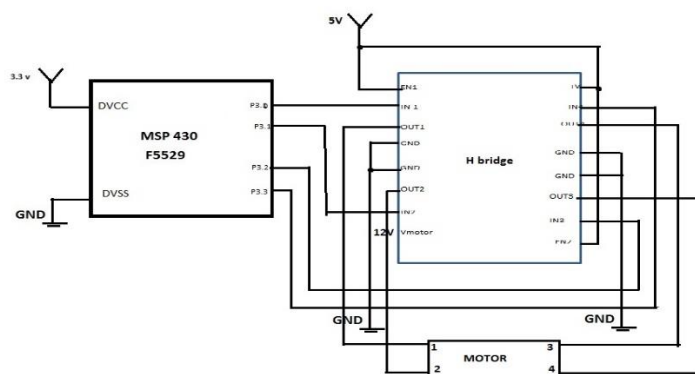 5V
3.3 v
DVCC
DVSS
GND
MSP 430
F5529
P3.0
P3.1
P3.2
P3.3
EN1
IN 1
OUT1
GND
GND
OUT2
12V
Vmotor
H bridge
GND
GND
OUT3
IN3
GND
GND
MOTOR
1
2
3
4